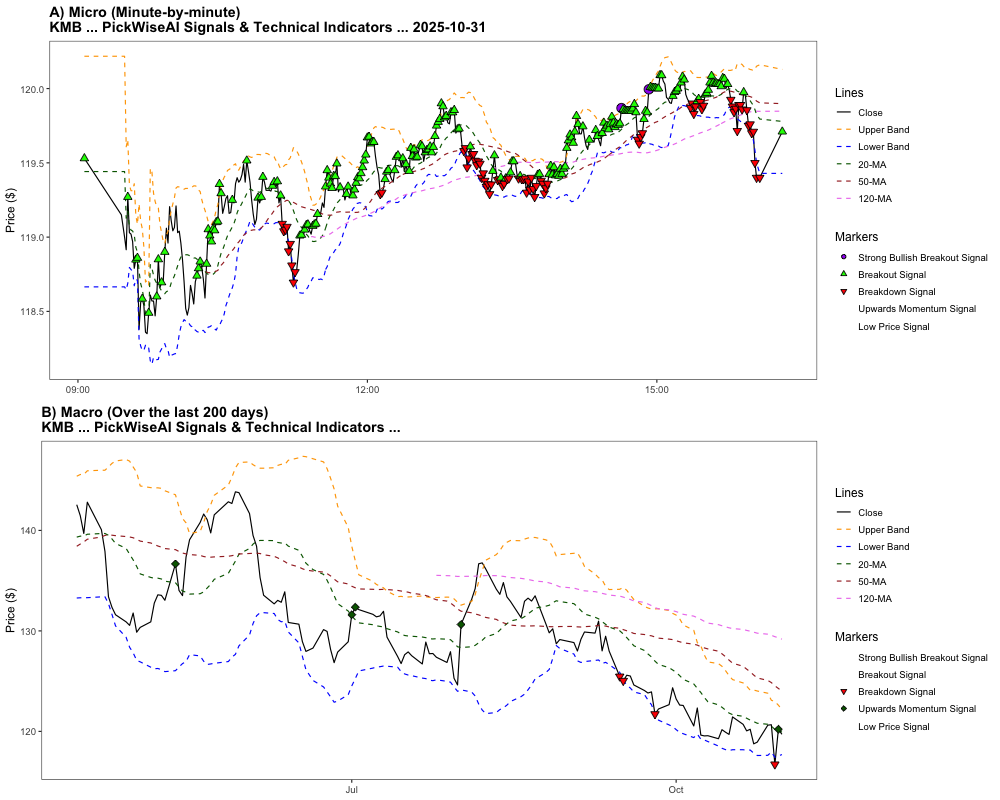 A) Micro (Minute-by-minute)
KMB ... PickWiseAI Signals & Technical Indicators ... 2025-10-31
Price ($)
120.0
119.5
119.0
118.5
09:00
12:00
15:00
Lines
Close
Upper Band
Lower Band
20-MA
50-MA
120-MA
Markers
Strong Bullish Breakout Signal
Breakout Signal
Breakdown Signal
Upwards Momentum Signal
Low Price Signal
B) Macro (Over the last 200 days)
KMB ... PickWiseAI Signals & Technical Indicators ...
Price ($)
140
130
120
Jul
Oct
Lines
Close
Upper Band
Lower Band
20-MA
50-MA
120-MA
Markers
Strong Bullish Breakout Signal
Breakout Signal
Breakdown Signal
Upwards Momentum Signal
Low Price Signal